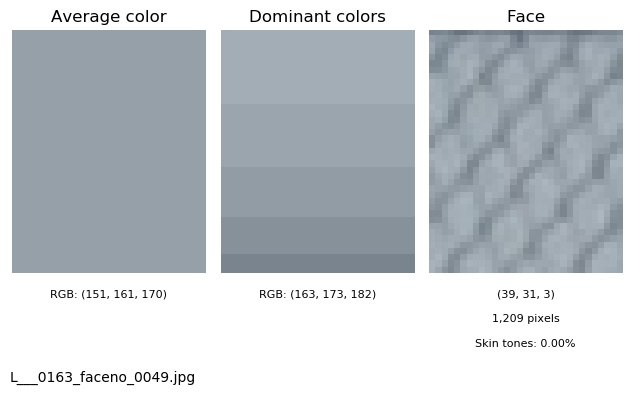 Average color
Dominant colors
Face
RGB: (151, 161, 170)
RGB: (163, 173, 182)
(39, 31, 3)
1,209 pixels
Skin tones: 0.00%
L___0163_faceno_0049.jpg